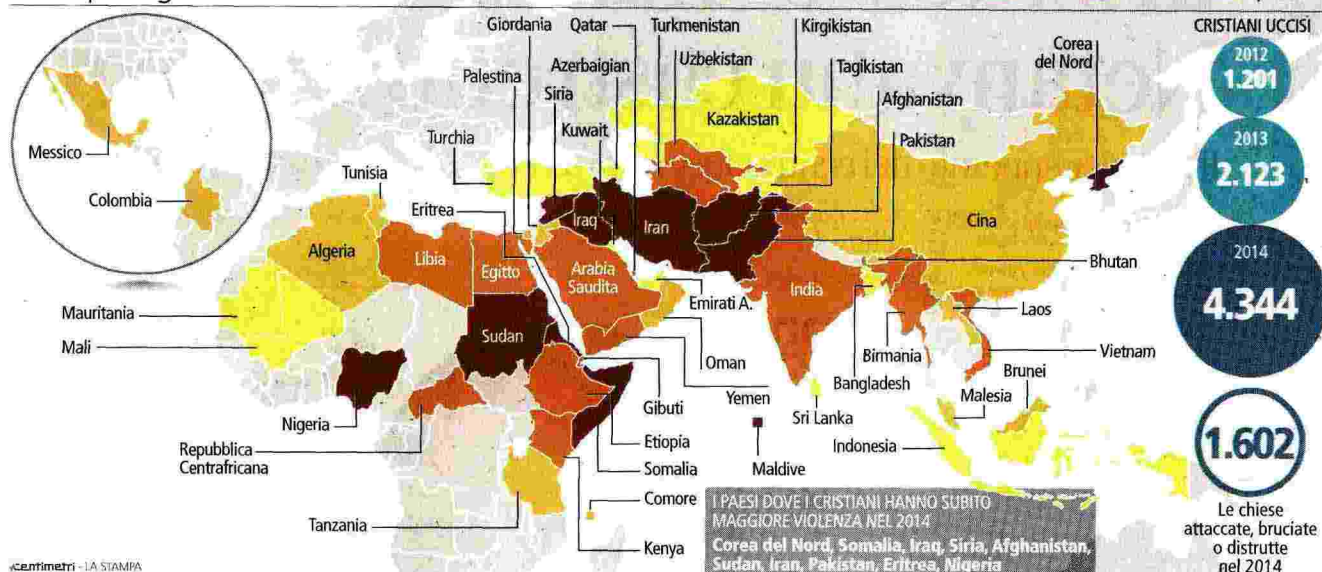 Messico
Colombia
Giordania
Qatar
Turkmenistan
Kirgikistan
Palestina
Azerbaigian
Uzbekistan
Tagikistan
Corea
del Nord
Siria
Afghanistan
Turchia
Kuwait
Kazakistan
Pakistan
Tunisia
Eritrea
Iraq
Iran
Cina
Algeria
Libia
Egitto
Arabia
Saudita
India
Bhutan
Emirati A.
Laos
Mauritania
Mali
Sudan
Oman
Birmania
Vietnam
Bangladesh
Brunei
Gibuti
Yemen
Sri Lanka
Malesia
Nigeria
Etiopia
Indonesia
Repubblica
Centrafricana
Somalia
Maldive
Comore
Tanzania
Kenya
CRISTIANI UCCISI
2012
1.201
2013
2.123
2014
4.344
1.602
Le chiese
attaccate, bruciate
o distrutte
nel 2014
I PAESI DOVE I CRISTIANI HANNO SUBITO
MAGGIORE VIOLENZA NEL 2014
Corea del Nord, Somalia, Iraq, Siria, Afghanistan,
Sudan, Iran, Pakistan, Eritrea, Nigeria
centimetri - LA STAMPA